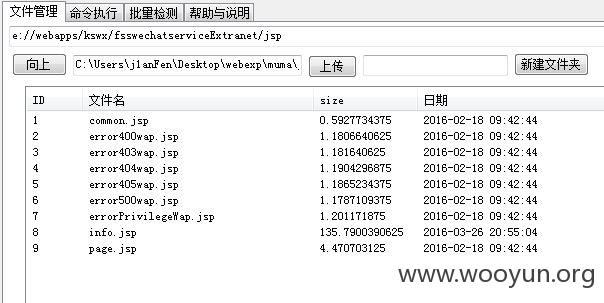 文件管理 命令执行 批量检测 帮助与说明
e://webapps/kswx/fsswechatserviceExtranet/jsp
向上 C:\Users\j1anFen\Desktop\webexp\muma\ 上传 新建文件夹
ID 文件名 size 日期
1 common.jsp 0.5927734375 2016-02-18 09:42:44
2 error400wap.jsp 1.1806640625 2016-02-18 09:42:44
3 error403wap.jsp 1.181640625 2016-02-18 09:42:44
4 error404wap.jsp 1.1904296875 2016-02-18 09:42:44
5 error405wap.jsp 1.1865234375 2016-02-18 09:42:44
6 error500wap.jsp 1.1787109375 2016-02-18 09:42:44
7 errorPrivilegeWap.jsp 1.201171875 2016-02-18 09:42:44
8 info.jsp 135.7900390625 2016-03-26 20:55:04
9 page.jsp 4.470703125 2016-02-18 09:42:44
www.wooyun.org